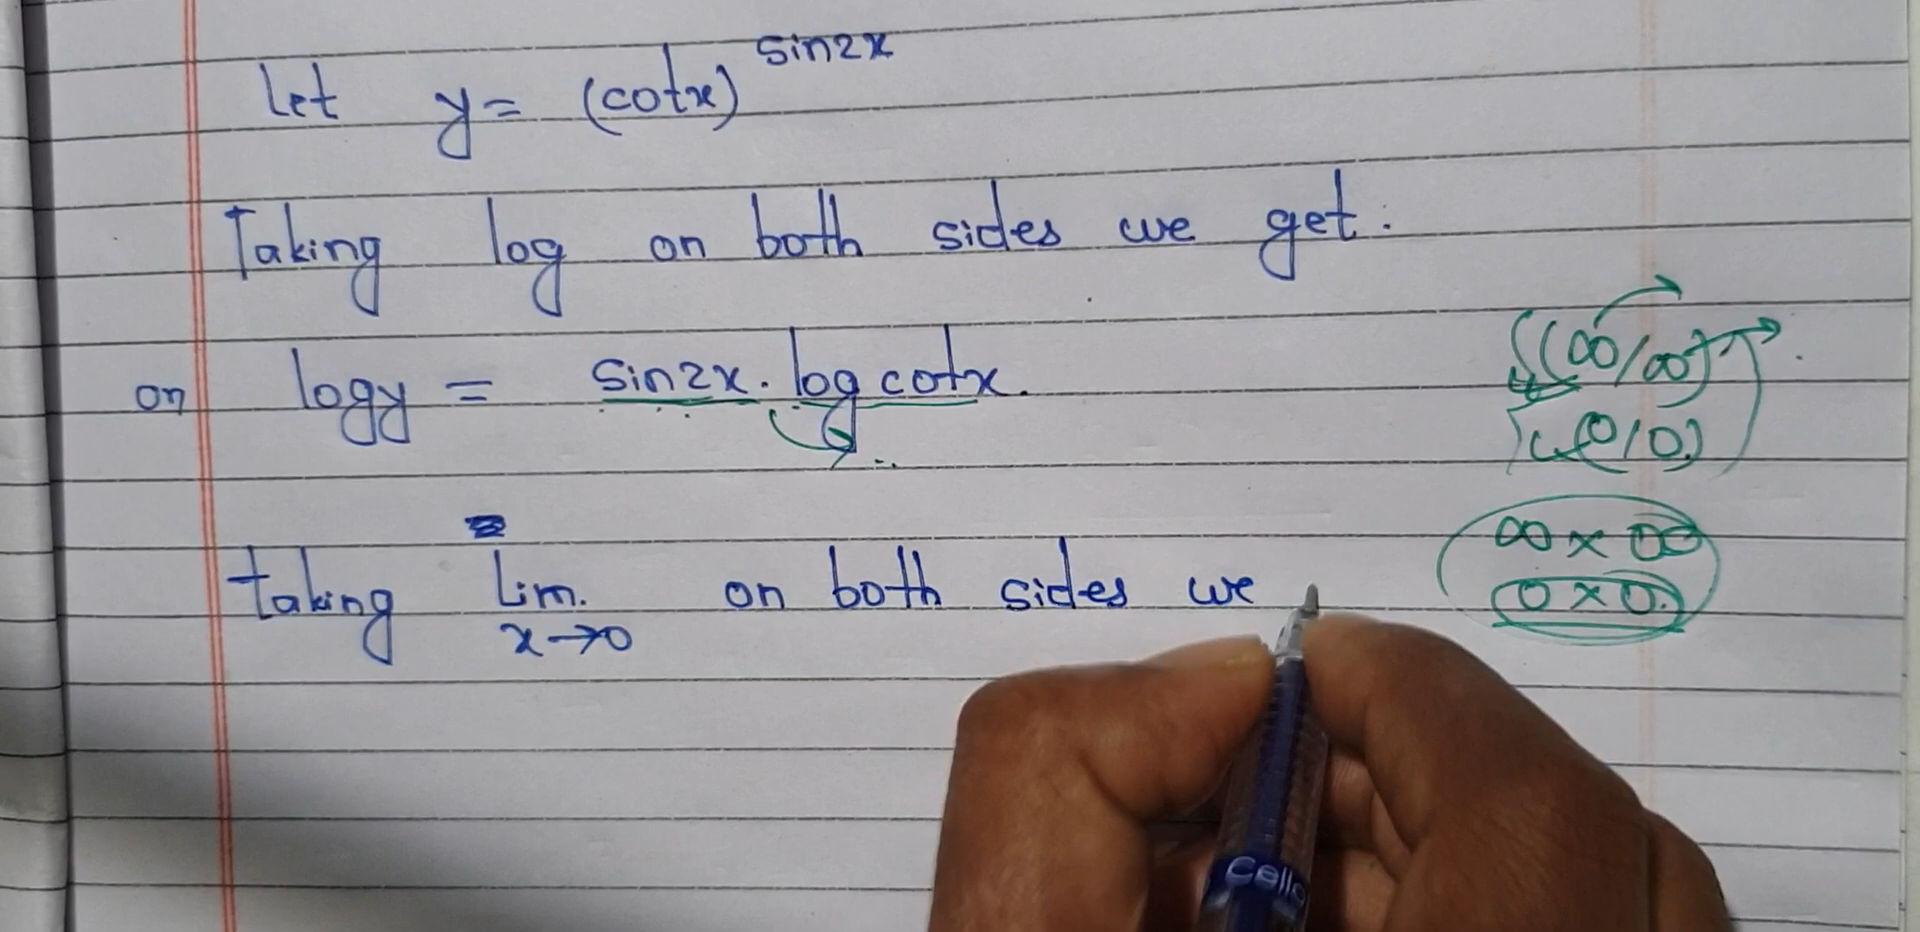 Let y = (cotx)^sin2x
Taking log on both sides we get.
on logy = sin2x . log cotx.
(∞/∞)
(0/0)
taking Lim. x→0 on both sides we
∞ × ∞
0 × 0.
Cello